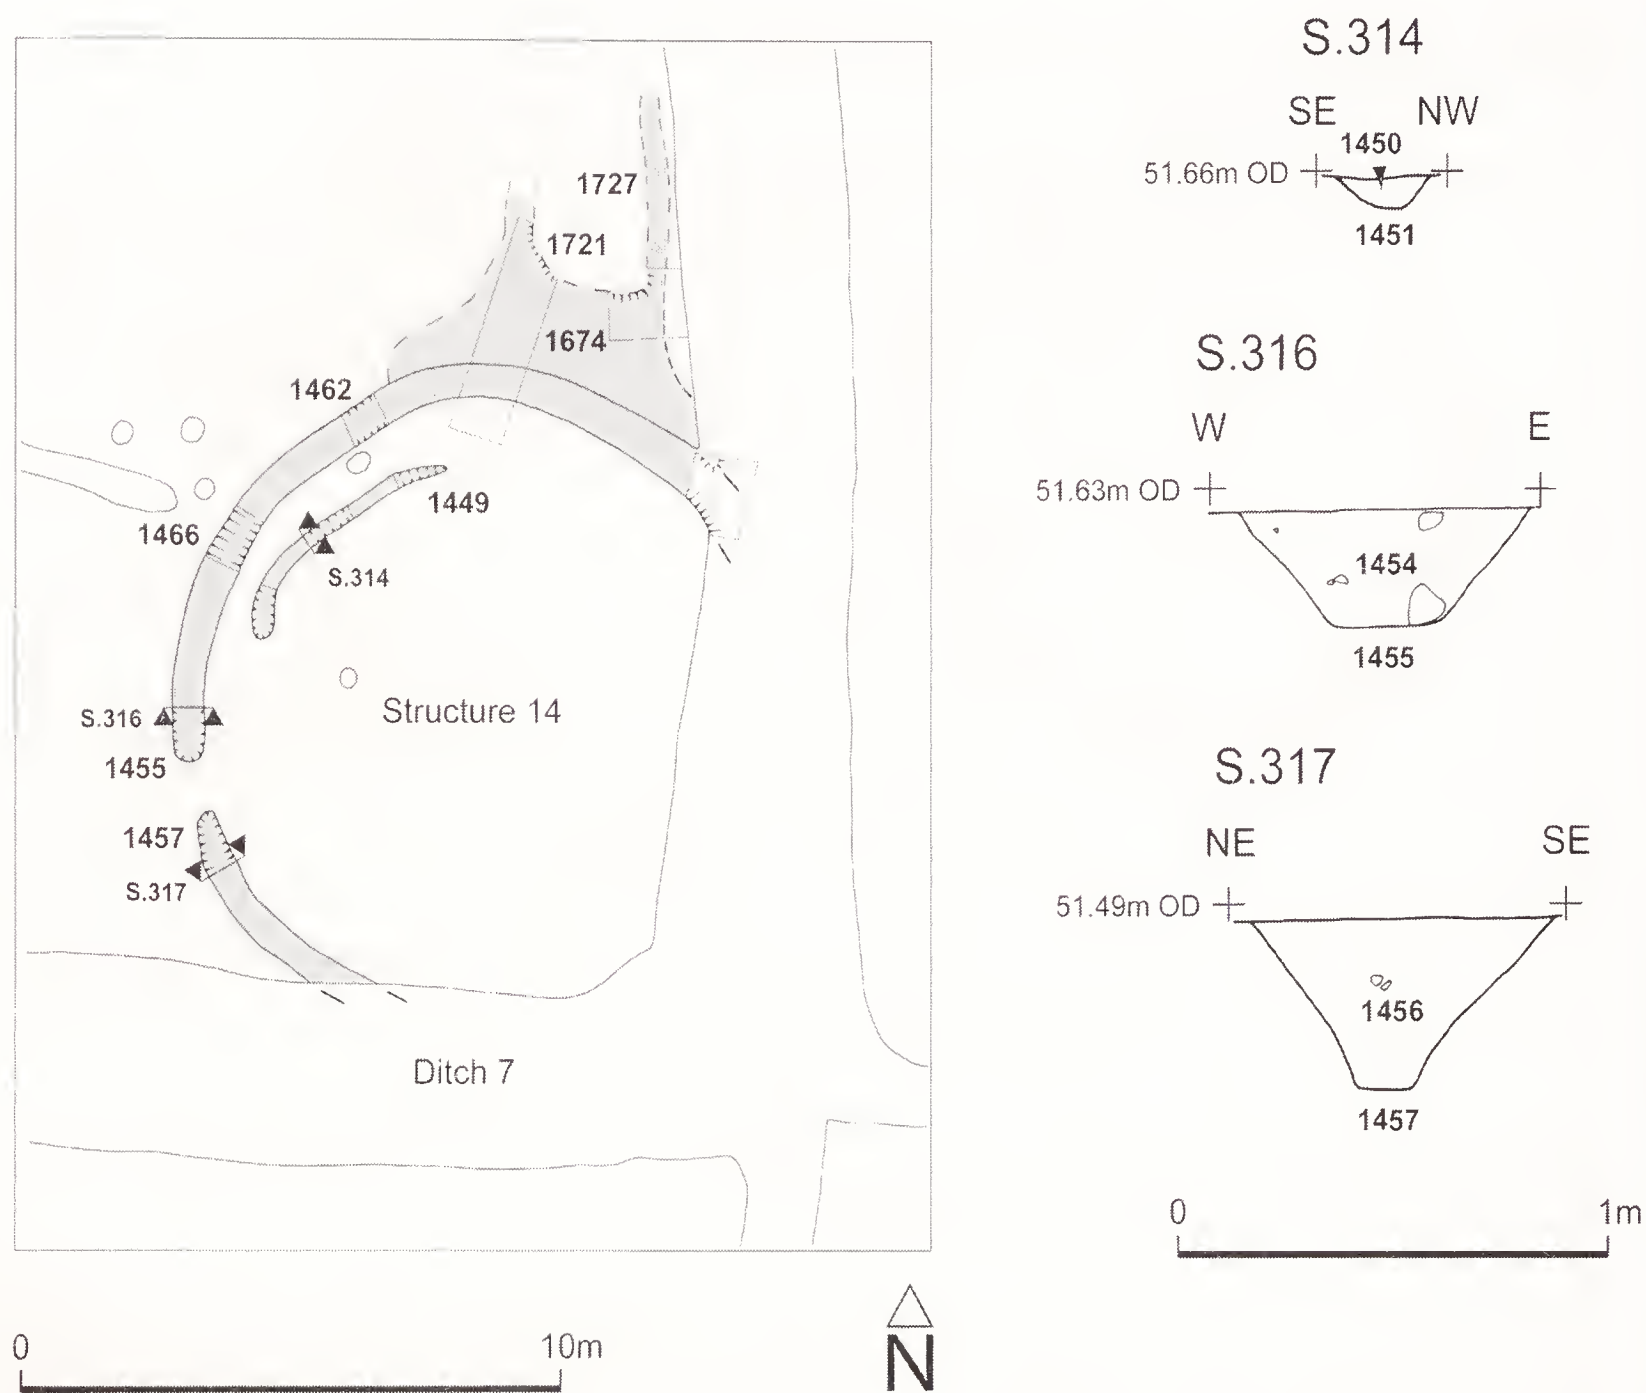 1727
1721
1674
1462
1449
1466
S.314
Structure 14
S.316
1455
1457
S.317
Ditch 7
0 10m
N
S.314
SE NW
1450
51.66m OD
1451
S.316
W E
51.63m OD
1454
1455
S.317
NE SE
51.49m OD
1456
1457
0 1m